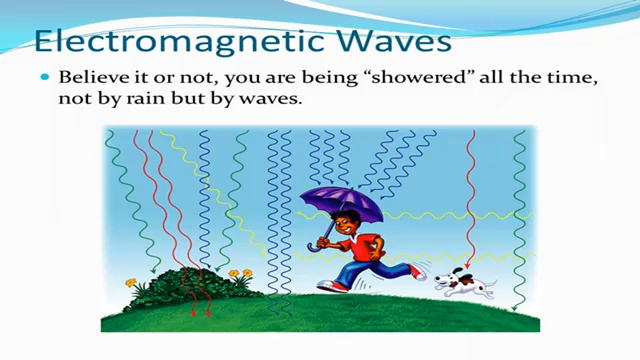 Electromagnetic Waves
Believe it or not, you are being “showered” all the time,
not by rain but by waves.